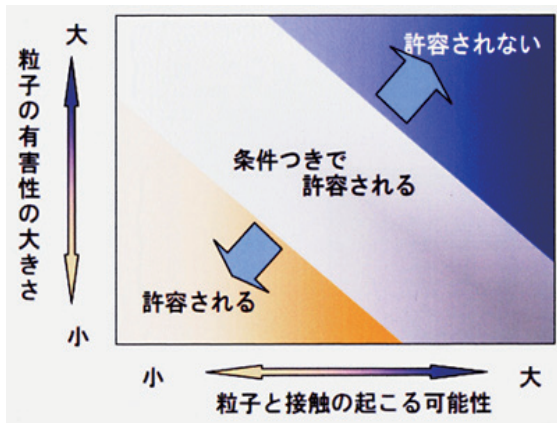 大
粒子の有害性の大きさ
小
許容されない
条件つきで
許容される
許容される
小
大
粒子と接触の起こる可能性